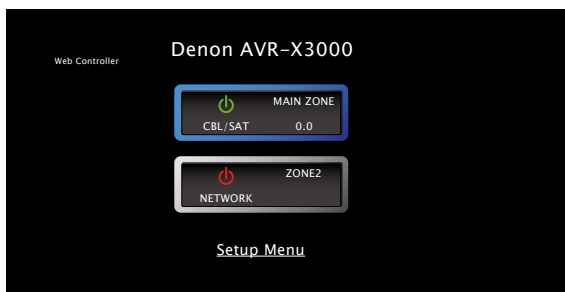 Denon AVR-X3000
Web Controller
MAIN ZONE
CBL/SAT 0.0
ZONE2
NETWORK
Setup Menu